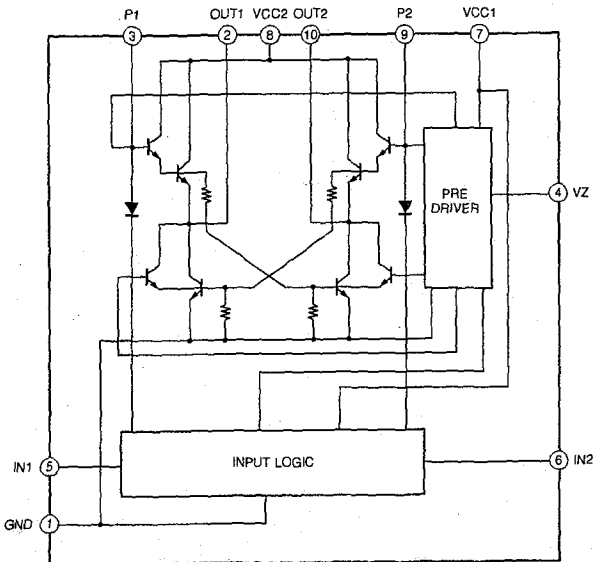 P1 OUT1 VCC2 OUT2 P2 VCC1
3 2 8 10 9 7
PRE
DRIVER
4 VZ
INPUT LOGIC
IN1 5
6 IN2
GND 1